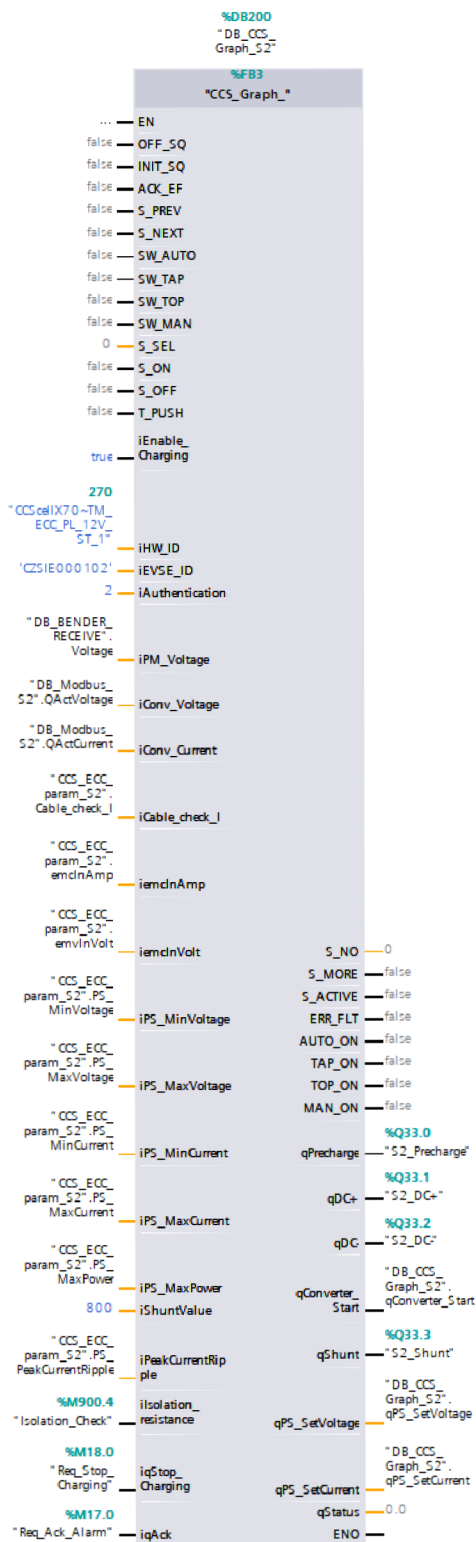 %DB200
"DB_CCS_
Graph_S2"
%FB3
"CCS_Graph_"
... EN
false OFF_SQ
false INIT_SQ
false ACK_EF
false S_PREV
false S_NEXT
false SW_AUTO
false SW_TAP
false SW_TOP
false SW_MAN
0 S_SEL
false S_ON
false S_OFF
false T_PUSH
iEnable_
true Charging
270
"CCScellX70~TM_
ECC_PL_12V_
ST_1" iHW_ID
'CZSIE000102' iEVSE_ID
2 iAuthentication
"DB_BENDER_
RECEIVE".
Voltage iPM_Voltage
"DB_Modbus_
S2".QActVoltage iConv_Voltage
"DB_Modbus_
S2".QActCurrent iConv_Current
"CCS_ECC_
param_S2".
Cable_check_I iCable_check_I
"CCS_ECC_
param_S2".
emcInAmp iemcInAmp
"CCS_ECC_
param_S2".
emvInVolt iemcInVolt S_NO 0
S_MORE false
"CCS_ECC_
param_S2".PS_ S_ACTIVE false
MinVoltage iPS_MinVoltage ERR_FLT false
AUTO_ON false
"CCS_ECC_
param_S2".PS_ TAP_ON false
MaxVoltage iPS_MaxVoltage TOP_ON false
MAN_ON false
"CCS_ECC_
param_S2".PS_ %Q33.0
MinCurrent iPS_MinCurrent qPrecharge "S2_Precharge"
"CCS_ECC_ %Q33.1
param_S2".PS_ qDC+ "S2_DC+"
MaxCurrent iPS_MaxCurrent %Q33.2
qDC- "S2_DC-"
"CCS_ECC_
param_S2".PS_ "DB_CCS_
MaxPower iPS_MaxPower qConverter_ Graph_S2".
800 iShuntValue Start qConverter_Start
"CCS_ECC_ %Q33.3
param_S2".PS_ qShunt "S2_Shunt"
PeakCurrentRipple iPeakCurrentRip
ple "DB_CCS_
%M900.4 iIsolation_ Graph_S2".
"Isolation_Check" resistance qPS_SetVoltage qPS_SetVoltage
%M18.0 "DB_CCS_
"Req_Stop_ iqStop_ Graph_S2".
Charging" Charging qPS_SetCurrent qPS_SetCurrent
%M17.0 qStatus 0.0
"Req_Ack_Alarm" iqAck ENO